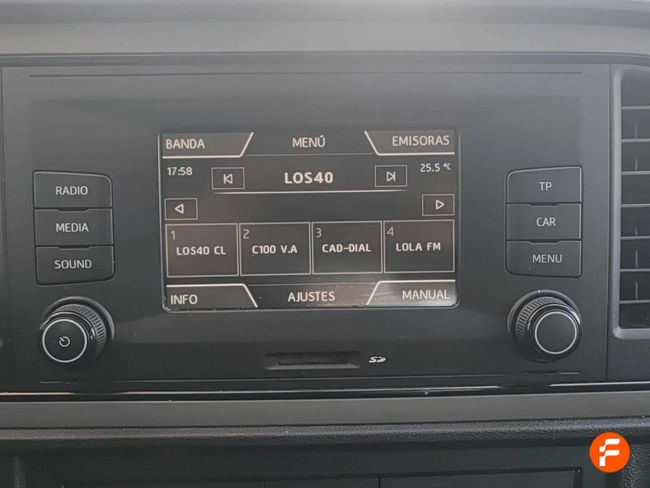 BANDA MENÚ EMISORAS
17:58 25.5 °C
LOS40
1 LOS40 CL
2 C100 V.A
3 CAD-DIAL
4 LOLA FM
INFO AJUSTES MANUAL
RADIO
MEDIA
SOUND
TP
CAR
MENU
SD